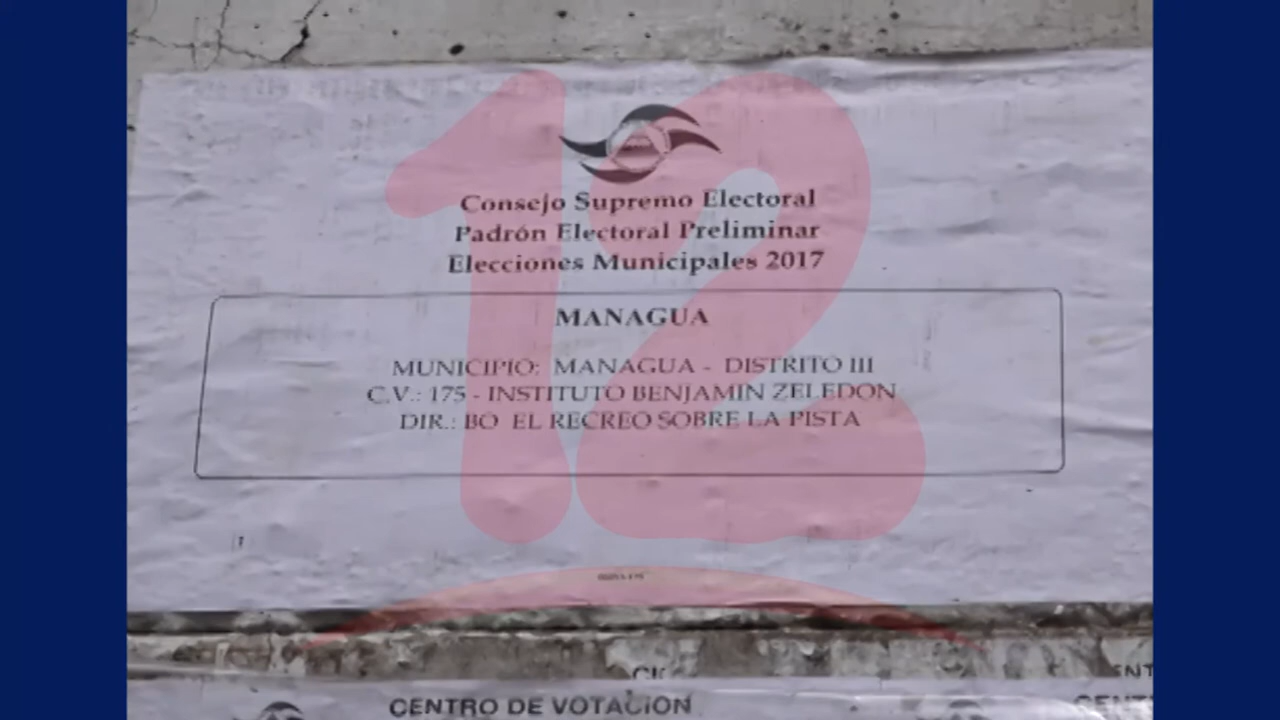 12
Consejo Supremo Electoral
Padrón Electoral Preliminar
Elecciones Municipales 2017
MANAGUA
MUNICIPIO: MANAGUA - DISTRITO III
C.V.: 175 - INSTITUTO BENJAMIN ZELEDON
DIR.: BO EL RECREO SOBRE LA PISTA
CENTRO DE VOTACION